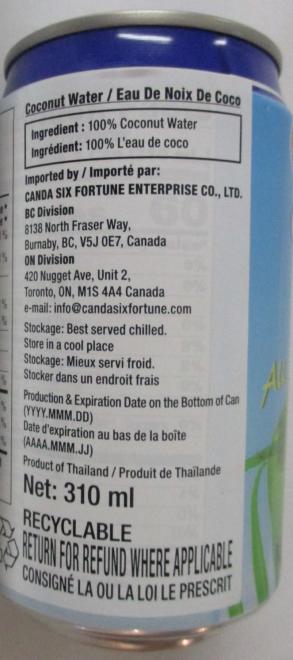 Coconut Water / Eau De Noix De Coco
Ingredient : 100% Coconut Water
Ingrédient: 100% L'eau de coco
Imported by / Importé par:
CANDA SIX FORTUNE ENTERPRISE CO., LTD.
BC Division
8138 North Fraser Way,
Burnaby, BC, V5J 0E7, Canada
ON Division
420 Nugget Ave, Unit 2,
Toronto, ON, M1S 4A4 Canada
e-mail: info@candasixfortune.com
Stockage: Best served chilled.
Store in a cool place
Stockage: Mieux servi froid.
Stocker dans un endroit frais
Production & Expiration Date on the Bottom of Can
(YYYY.MMM.DD)
Date d'expiration au bas de la boîte
(AAAA.MMM.JJ)
Product of Thailand / Produit de Thaïlande
Net: 310 ml
RECYCLABLE
RETURN FOR REFUND WHERE APPLICABLE
CONSIGNÉ LA OU LA LOI LE PRESCRIT